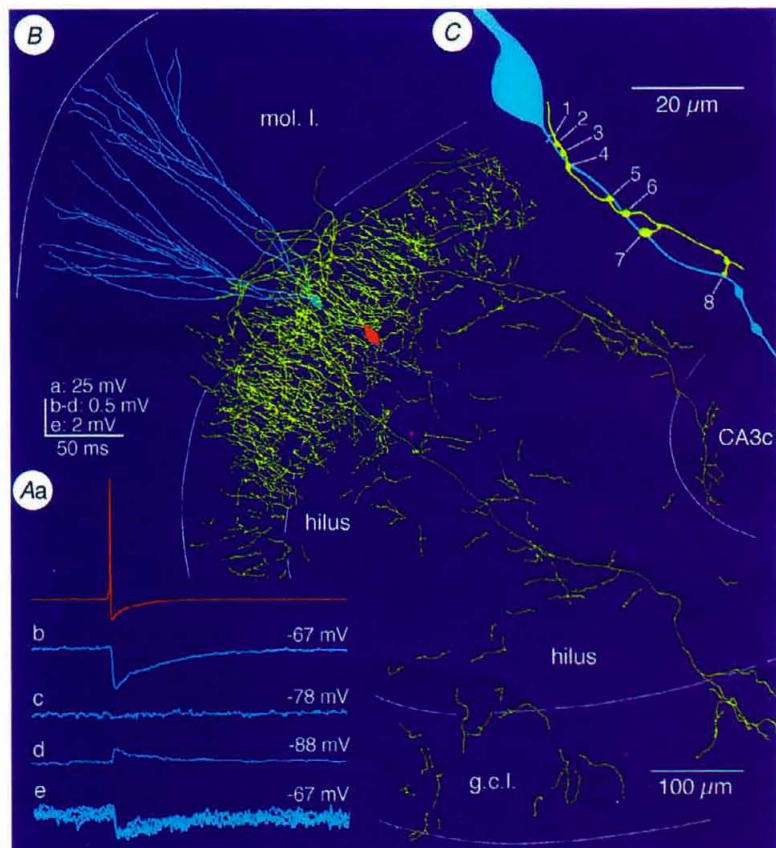 B
mol. l.
C
20 µm
1
2
3
4
5
6
7
8
a: 25 mV
b-d: 0.5 mV
e: 2 mV
50 ms
CA3c
Aa
hilus
b
-67 mV
c
-78 mV
hilus
d
-88 mV
g.c.l.
100 µm
e
-67 mV